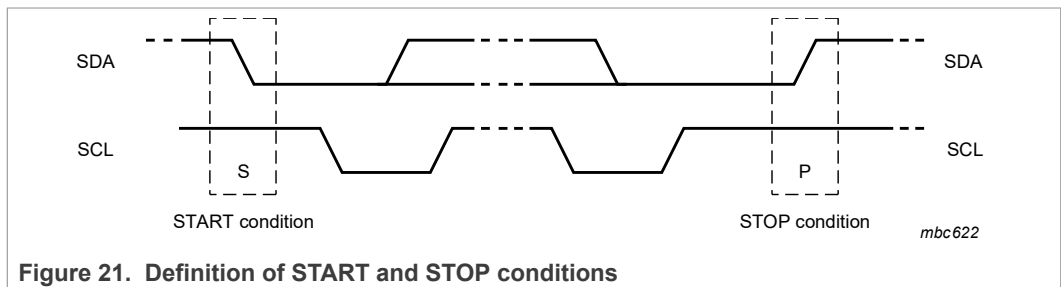 SDA SDA
SCL SCL
S P
START condition STOP condition
mbc622
Figure 21. Definition of START and STOP conditions